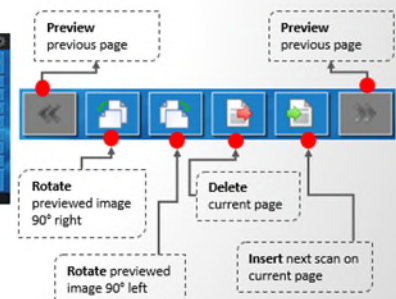 Preview
previous page
Preview
previous page
Rotate
previewed image
90° right
Delete
current page
Rotate previewed
image 90° left
Insert next scan on
current page